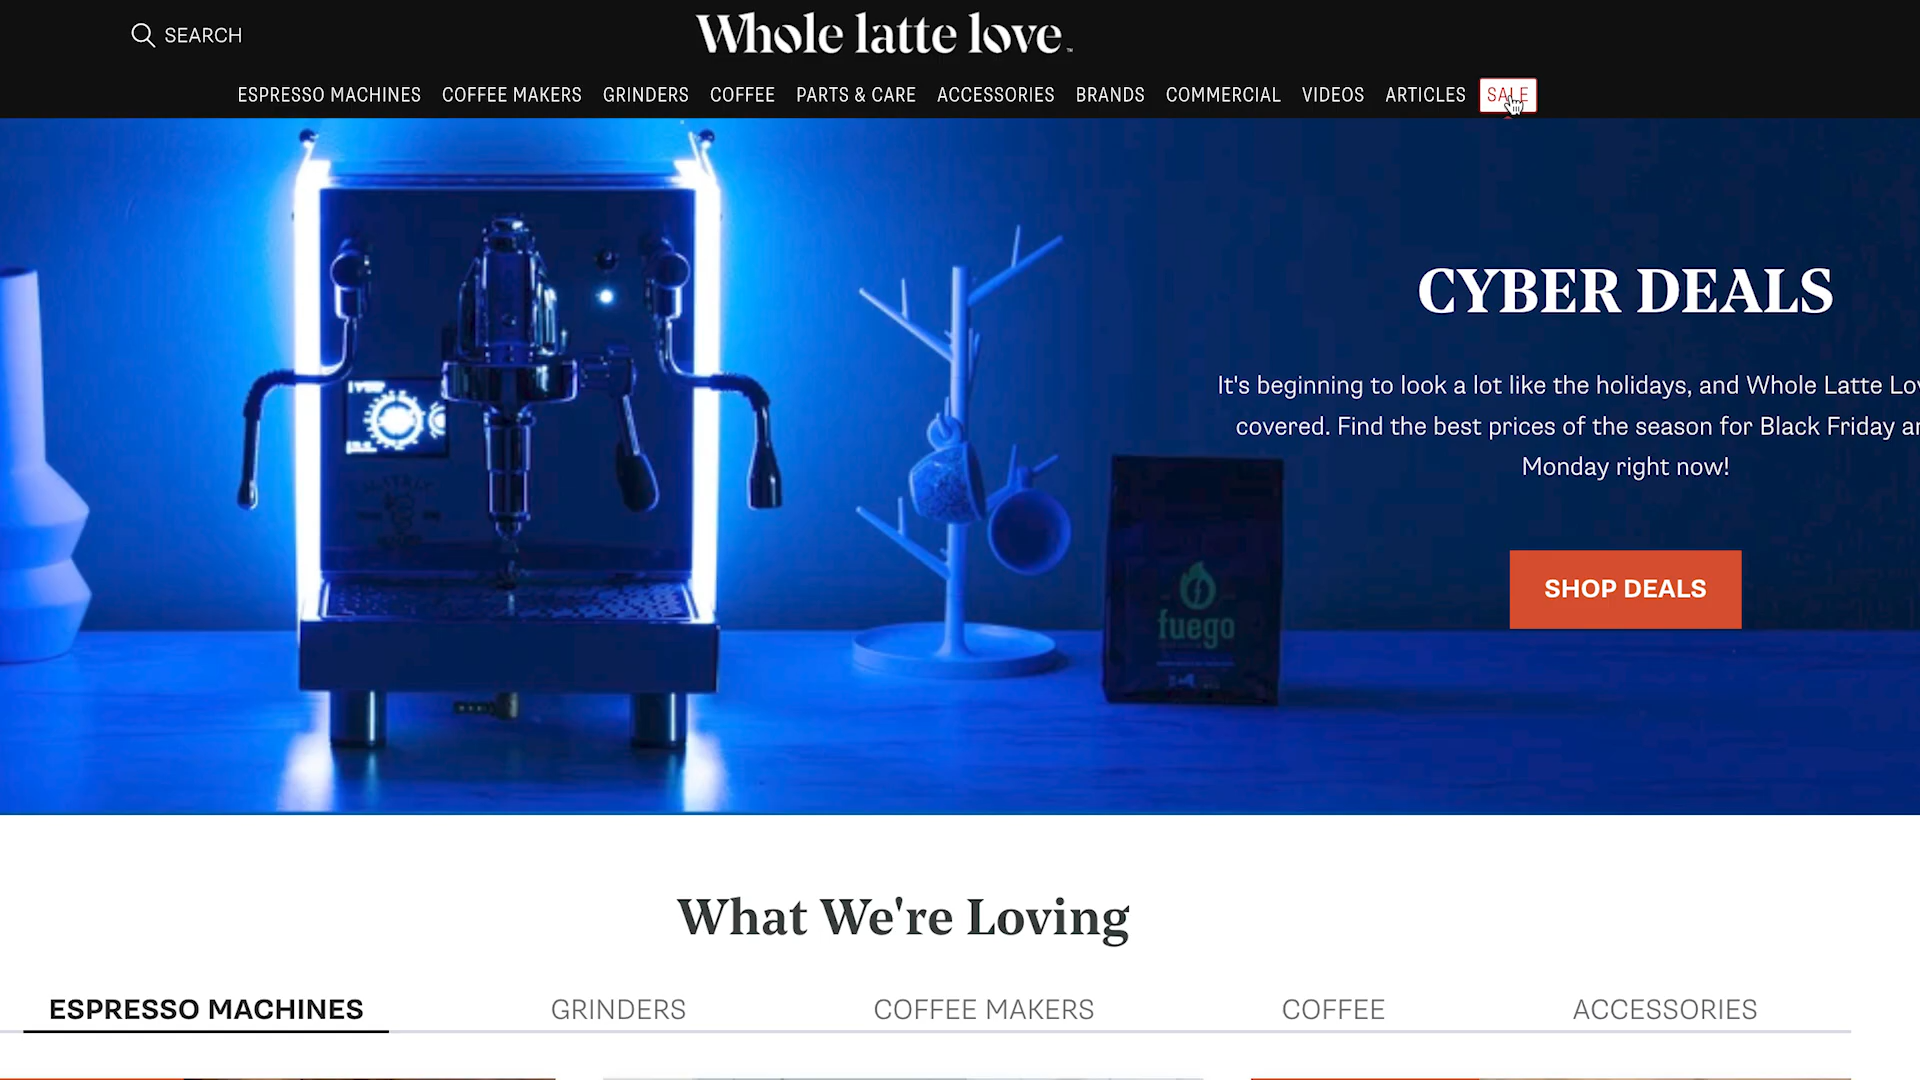 SEARCH
Whole latte love™
ESPRESSO MACHINES COFFEE MAKERS GRINDERS COFFEE PARTS & CARE ACCESSORIES BRANDS COMMERCIAL VIDEOS ARTICLES SALE
CYBER DEALS
It's beginning to look a lot like the holidays, and Whole Latte Lov
covered. Find the best prices of the season for Black Friday an
Monday right now!
SHOP DEALS
fuego
What We're Loving
ESPRESSO MACHINES GRINDERS COFFEE MAKERS COFFEE ACCESSORIES